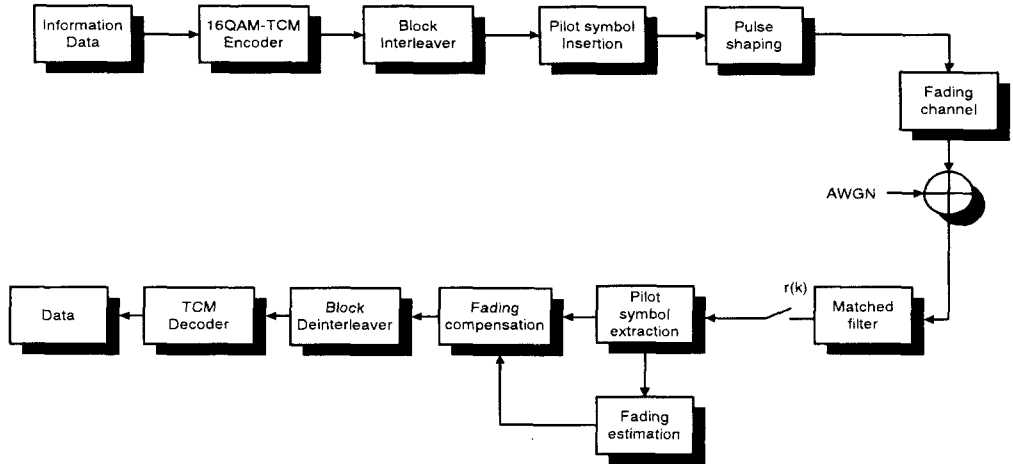 Information
Data
16QAM-TCM
Encoder
Block
Interleaver
Pilot symbol
Insertion
Pulse
shaping
Fading
channel
AWGN
r(k)
Matched
filter
Pilot
symbol
extraction
Fading
compensation
Block
Deinterleaver
TCM
Decoder
Data
Fading
estimation